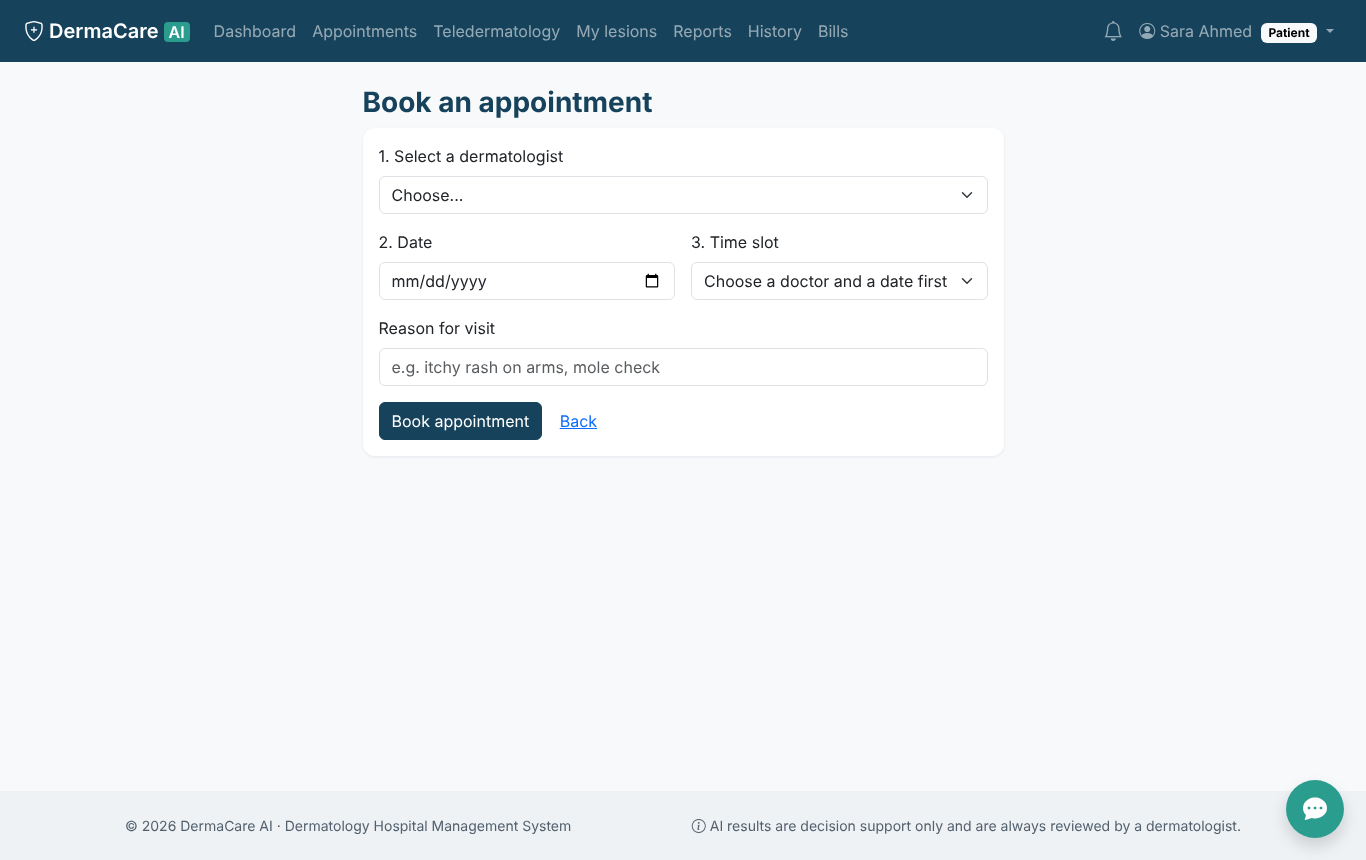 DermaCare AI Dashboard Appointments Teledermatology My lesions Reports History Bills Sara Ahmed Patient
Book an appointment
1. Select a dermatologist
Choose...
2. Date 3. Time slot
mm/dd/yyyy Choose a doctor and a date first
Reason for visit
e.g. itchy rash on arms, mole check
Book appointment Back
© 2026 DermaCare AI · Dermatology Hospital Management System AI results are decision support only and are always reviewed by a dermatologist.